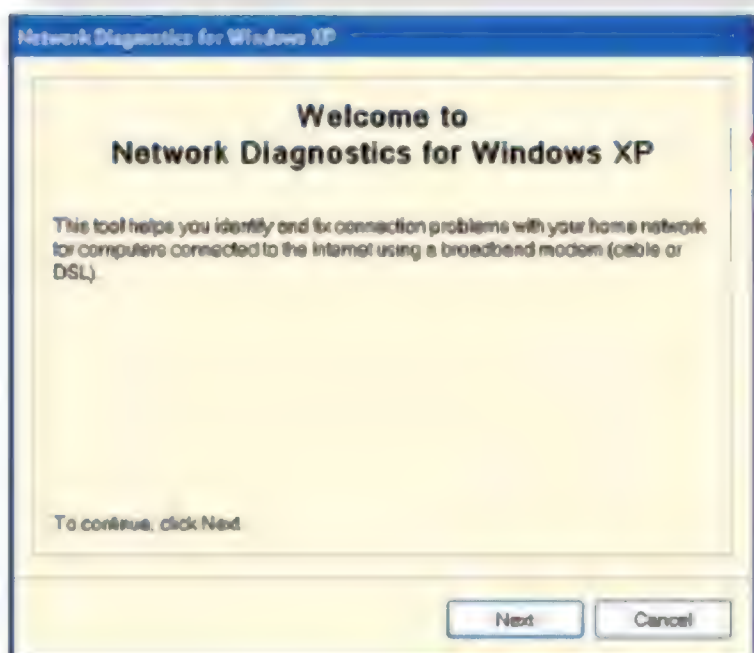 Network Diagnostics for Windows XP
Welcome to
Network Diagnostics for Windows XP
This tool helps you identify and fix connection problems with your home network
for computers connected to the Internet using a broadband modem (cable or
DSL).
To continue, click Next
Next
Cancel